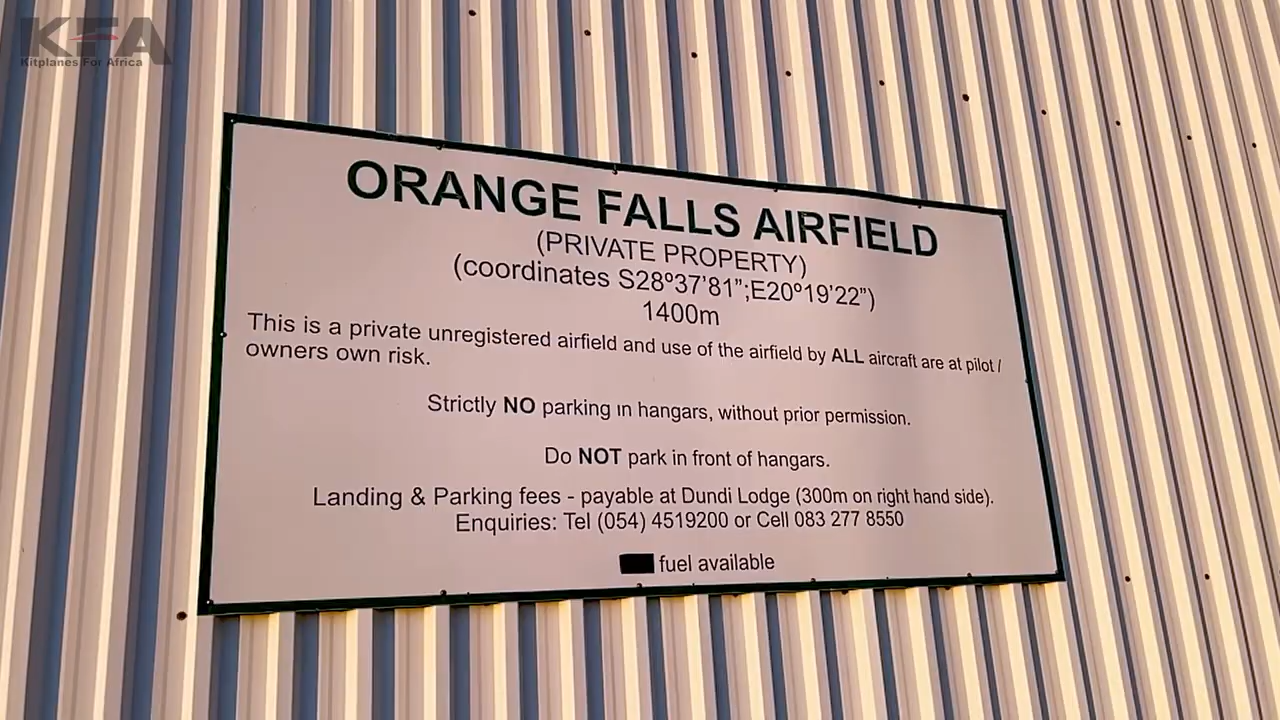 KFA
Kitplanes For Africa
ORANGE FALLS AIRFIELD
(PRIVATE PROPERTY)
(coordinates S28º37’81”;E20º19’22”)
1400m
This is a private unregistered airfield and use of the airfield by ALL aircraft are at pilot /
owners own risk.
Strictly NO parking in hangars, without prior permission.
Do NOT park in front of hangars.
Landing & Parking fees - payable at Dundi Lodge (300m on right hand side).
Enquiries: Tel (054) 4519200 or Cell 083 277 8550
fuel available